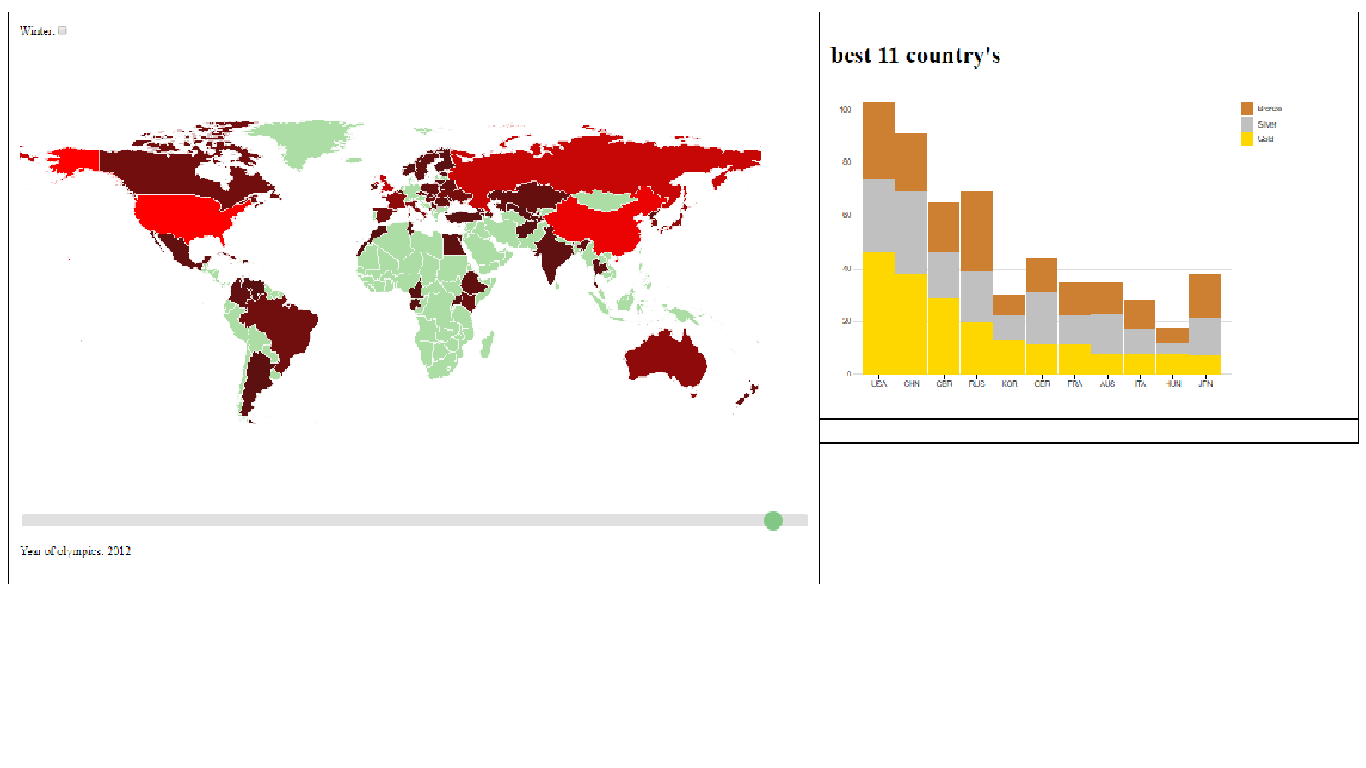 Winter:
best 11 country's
100
80
60
40
20
0
USA CHN GBR RUS KOR GER FRA AUS ITA HUN JPN
Bronze
Silver
Gold
Year of olympics: 2012